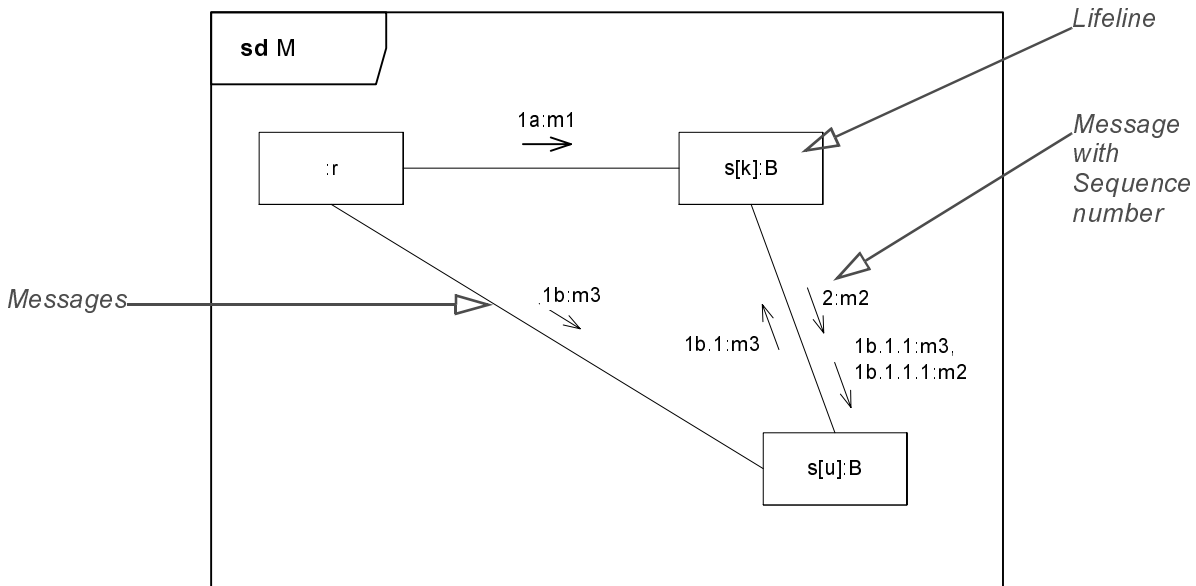 Lifeline
sd M
1a:m1
Message
with
Sequence
number
:r
s[k]:B
Messages
1b:m3
2:m2
1b.1:m3
1b.1.1:m3,
1b.1.1.1:m2
s[u]:B